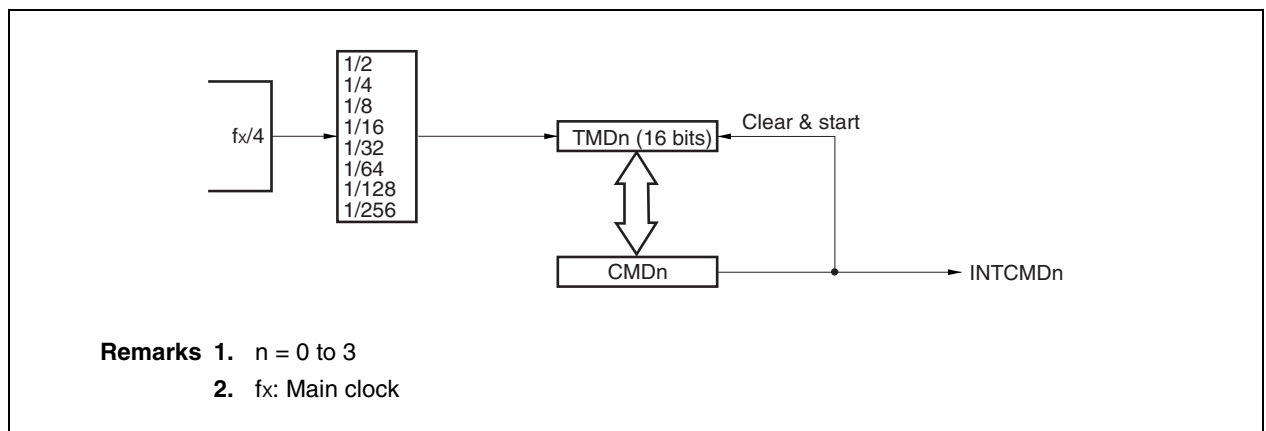 fx/4
1/2
1/4
1/8
1/16
1/32
1/64
1/128
1/256
TMDn (16 bits)
Clear & start
CMDn
INTCMDn
Remarks 1. n = 0 to 3
2. fx: Main clock